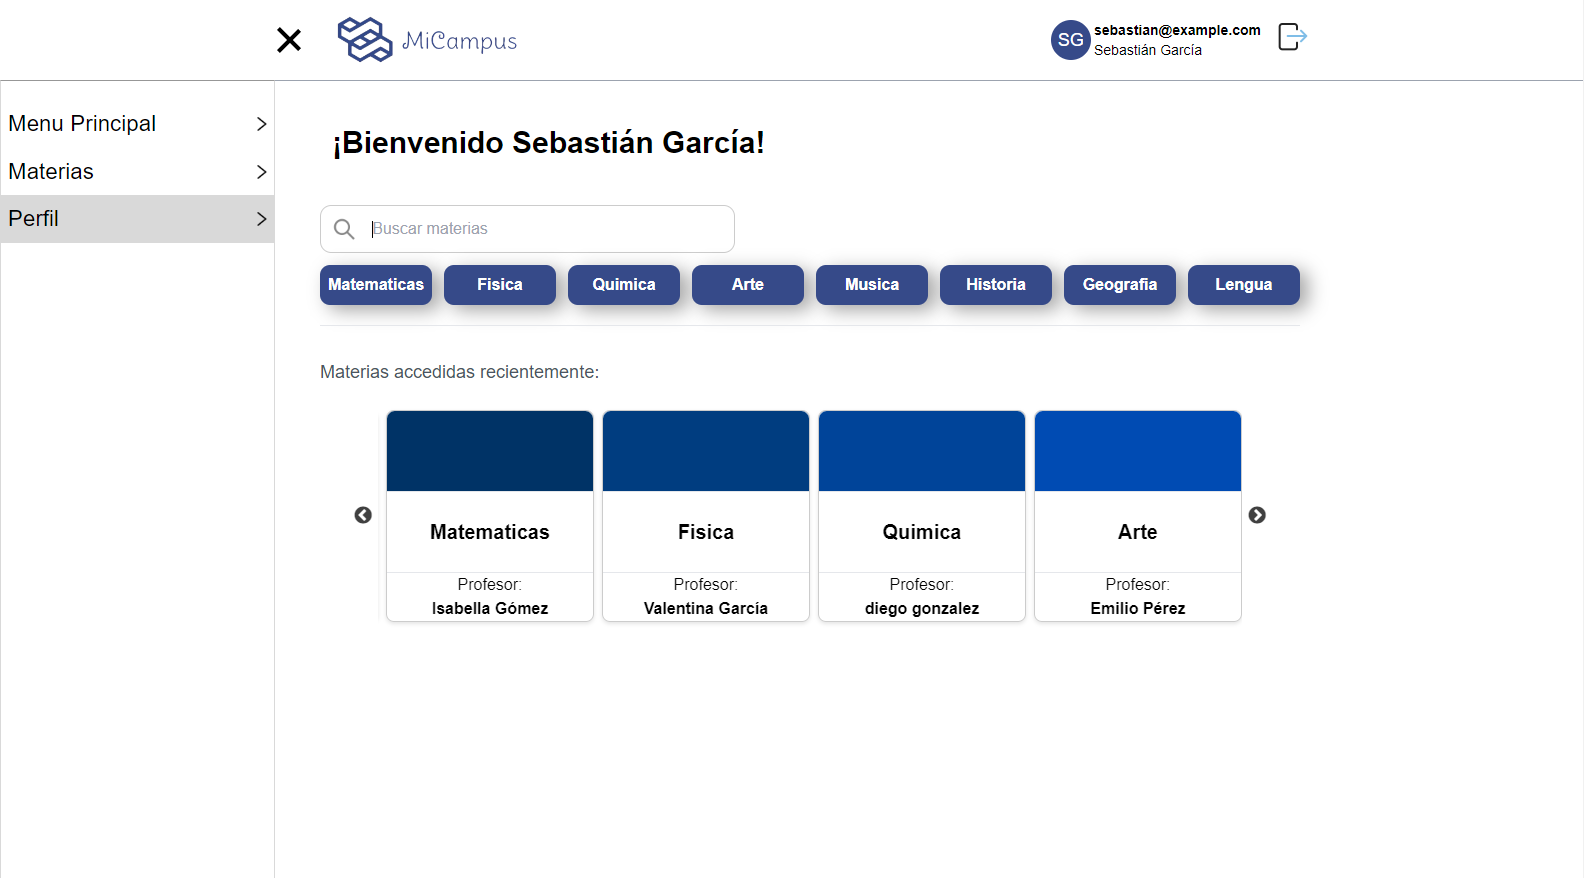 MiCampus
SG
sebastian@example.com
Sebastián García
Menu Principal
Materias
Perfil
¡Bienvenido Sebastián García!
Buscar materias
Matematicas
Fisica
Quimica
Arte
Musica
Historia
Geografia
Lengua
Materias accedidas recientemente:
Matematicas
Profesor:
Isabella Gómez
Fisica
Profesor:
Valentina García
Quimica
Profesor:
diego gonzalez
Arte
Profesor:
Emilio Pérez